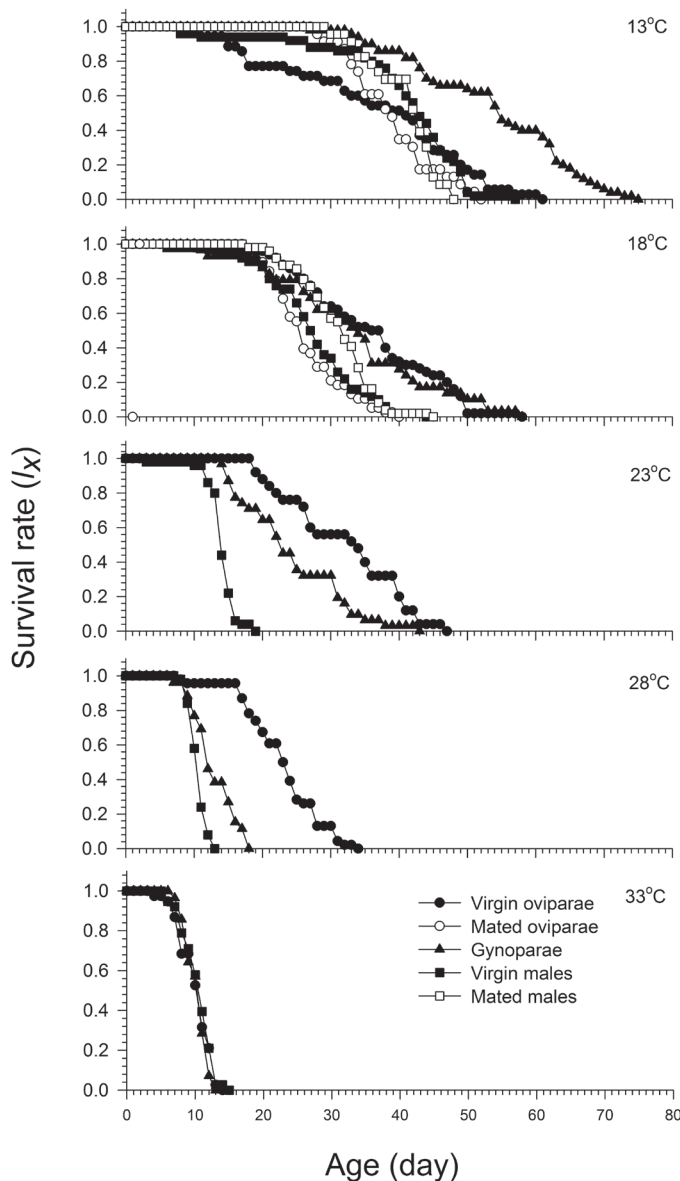 1.0
0.8
0.6
0.4
0.2
0.0
13°C
1.0
0.8
0.6
0.4
0.2
0.0
18°C
1.0
0.8
0.6
0.4
0.2
0.0
23°C
1.0
0.8
0.6
0.4
0.2
0.0
28°C
1.0
0.8
0.6
0.4
0.2
0.0
33°C
Virgin oviparae
Mated oviparae
Gynoparae
Virgin males
Mated males
0 10 20 30 40 50 60 70 80
Survival rate (lx)
Age (day)